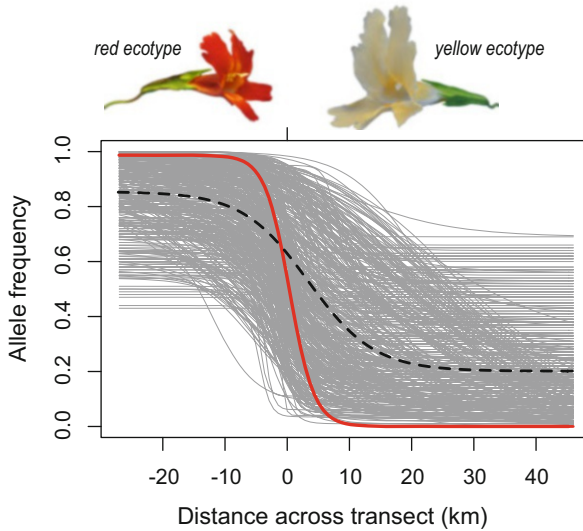 red ecotype
yellow ecotype
Allele frequency
1.0
0.8
0.6
0.4
0.2
0.0
-20 -10 0 10 20 30 40
Distance across transect (km)